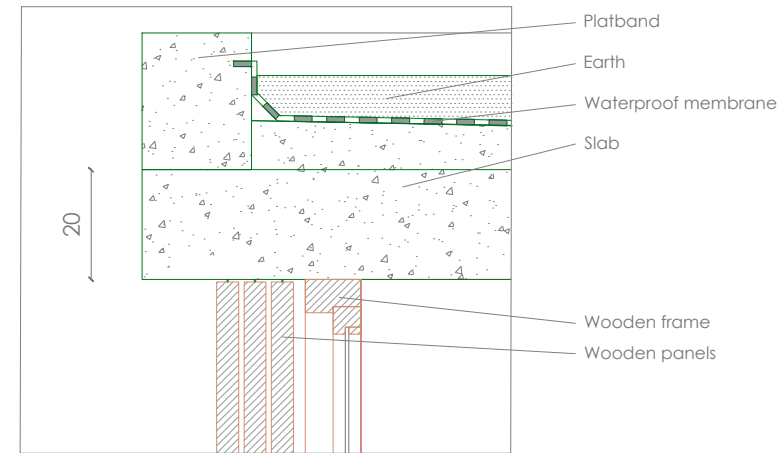 Platband
Earth
Waterproof membrane
Slab
20
Wooden frame
Wooden panels